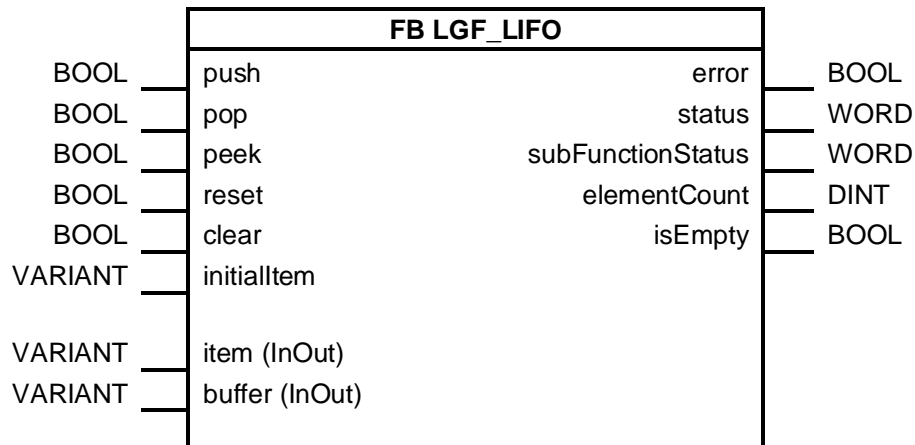 FB LGF_LIFO
BOOL push error BOOL
BOOL pop status WORD
BOOL peek subFunctionStatus WORD
BOOL reset elementCount DINT
BOOL clear isEmpty BOOL
VARIANT initialItem
VARIANT item (InOut)
VARIANT buffer (InOut)